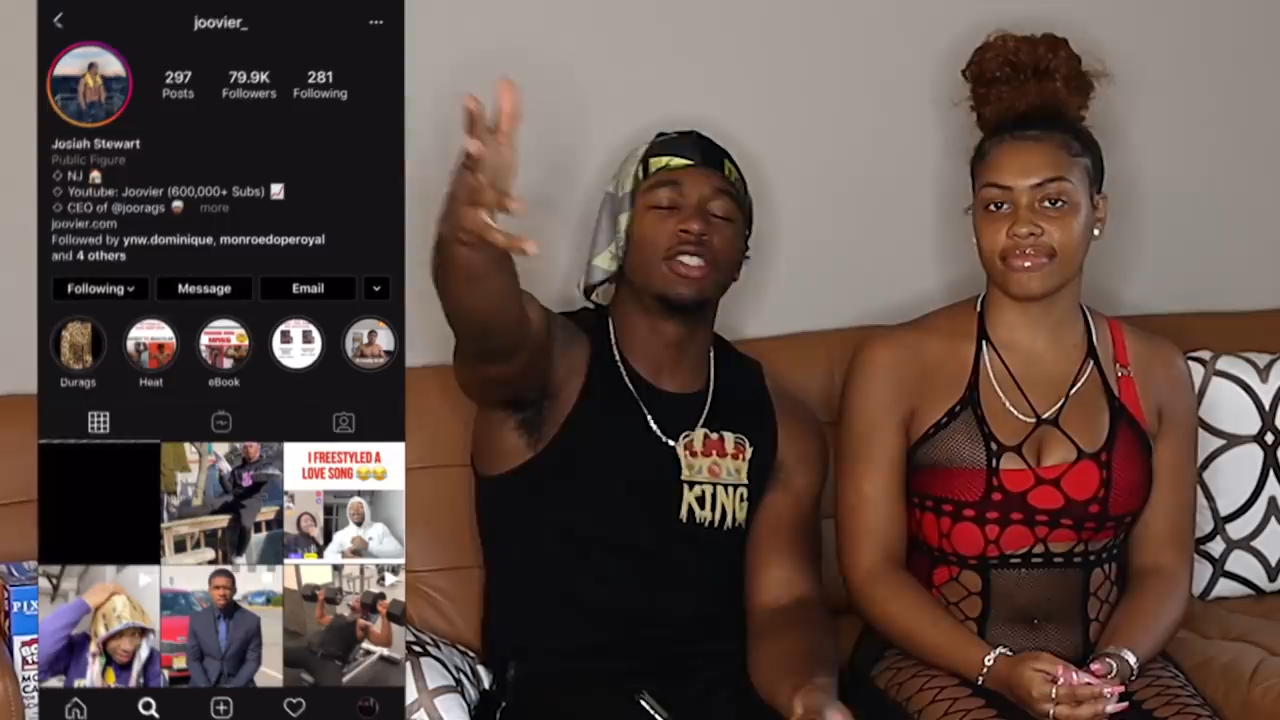 joovier_
297 79.9K 281
Posts Followers Following
Josiah Stewart
Public Figure
◇ NJ 🏠
◇ Youtube: Joovier (600,000+ Subs) 📈
◇ CEO of @joorags more
joovier.com
Followed by ynw.dominique, monroedoperoyal
and 4 others
Following Message Email
Durags Heat eBook
I FREESTYLED A
LOVE SONG 😂😂
KING
PIX